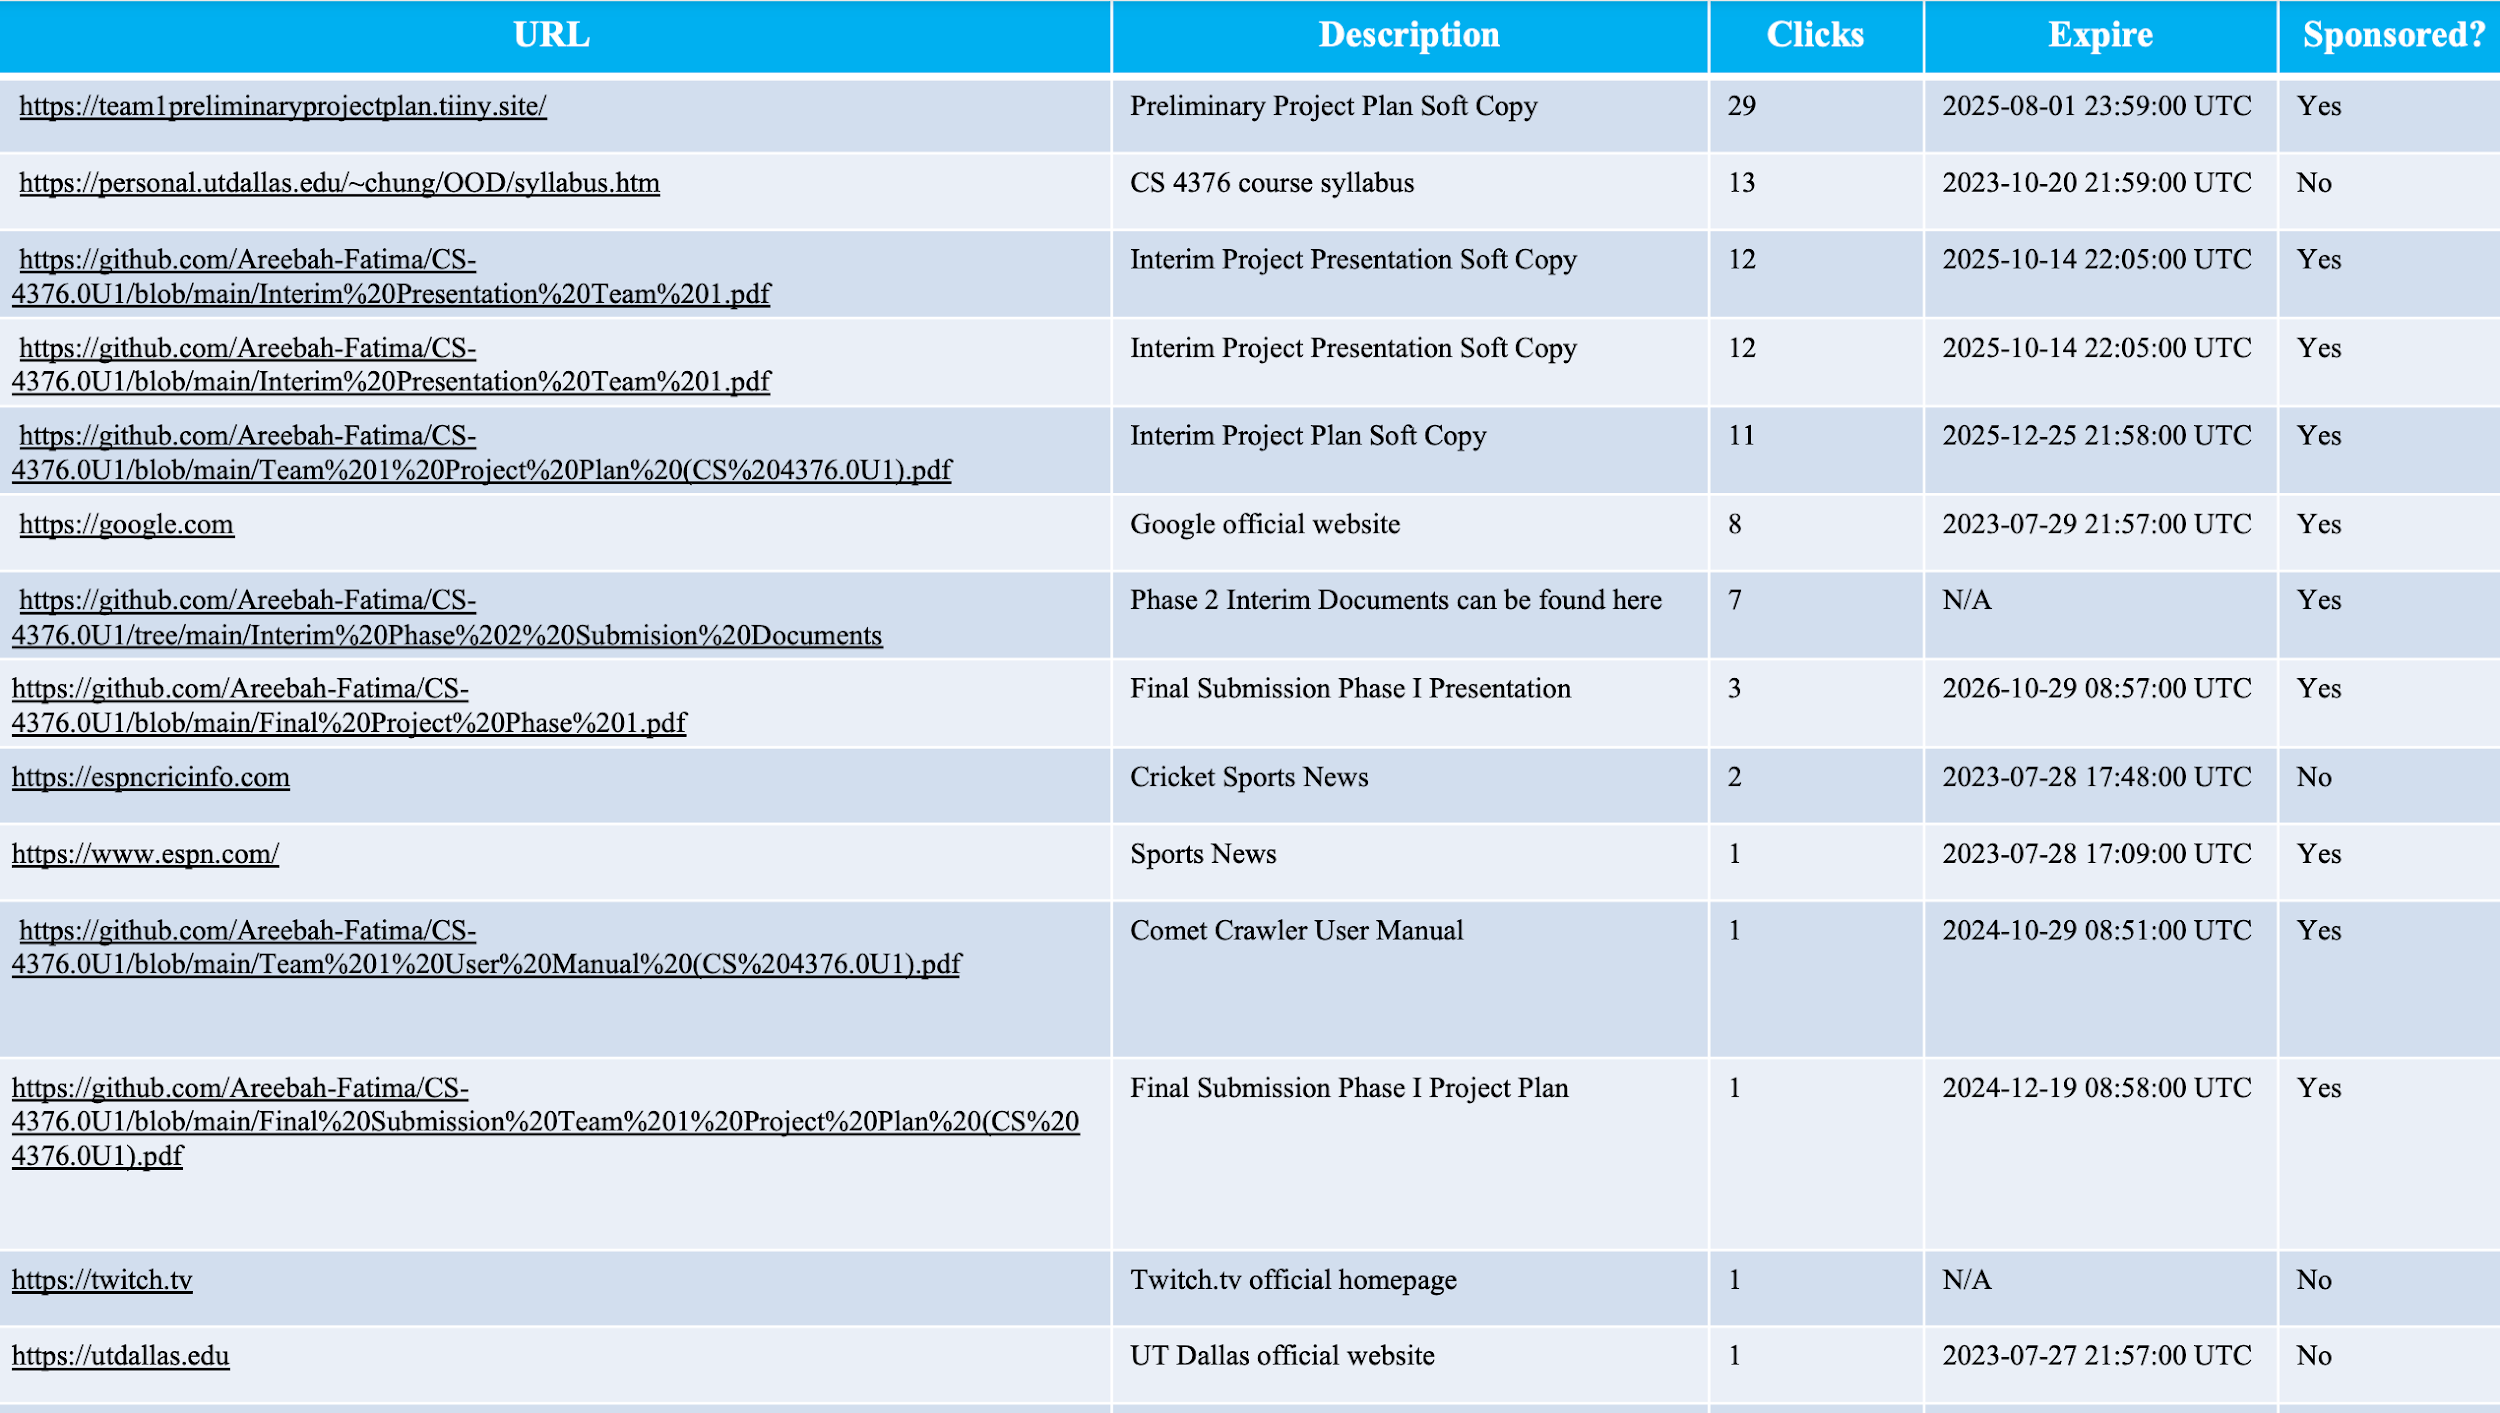 URL Description Clicks Expire Sponsored?
https://team1preliminaryprojectplan.tiiny.site/ Preliminary Project Plan Soft Copy 29 2025-08-01 23:59:00 UTC Yes
https://personal.utdallas.edu/~chung/OOD/syllabus.htm CS 4376 course syllabus 13 2023-10-20 21:59:00 UTC No
https://github.com/Areebah-Fatima/CS- Interim Project Presentation Soft Copy 12 2025-10-14 22:05:00 UTC Yes
4376.0U1/blob/main/Interim%20Presentation%20Team%201.pdf
https://github.com/Areebah-Fatima/CS- Interim Project Presentation Soft Copy 12 2025-10-14 22:05:00 UTC Yes
4376.0U1/blob/main/Interim%20Presentation%20Team%201.pdf
https://github.com/Areebah-Fatima/CS- Interim Project Plan Soft Copy 11 2025-12-25 21:58:00 UTC Yes
4376.0U1/blob/main/Team%201%20Project%20Plan%20(CS%204376.0U1).pdf
https://google.com Google official website 8 2023-07-29 21:57:00 UTC Yes
https://github.com/Areebah-Fatima/CS- Phase 2 Interim Documents can be found here 7 N/A Yes
4376.0U1/tree/main/Interim%20Phase%202%20Submision%20Documents
https://github.com/Areebah-Fatima/CS- Final Submission Phase I Presentation 3 2026-10-29 08:57:00 UTC Yes
4376.0U1/blob/main/Final%20Project%20Phase%201.pdf
https://espncricinfo.com Cricket Sports News 2 2023-07-28 17:48:00 UTC No
https://www.espn.com/ Sports News 1 2023-07-28 17:09:00 UTC Yes
https://github.com/Areebah-Fatima/CS- Comet Crawler User Manual 1 2024-10-29 08:51:00 UTC Yes
4376.0U1/blob/main/Team%201%20User%20Manual%20(CS%204376.0U1).pdf
https://github.com/Areebah-Fatima/CS- Final Submission Phase I Project Plan 1 2024-12-19 08:58:00 UTC Yes
4376.0U1/blob/main/Final%20Submission%20Team%201%20Project%20Plan%20(CS%20
4376.0U1).pdf
https://twitch.tv Twitch.tv official homepage 1 N/A No
https://utdallas.edu UT Dallas official website 1 2023-07-27 21:57:00 UTC No